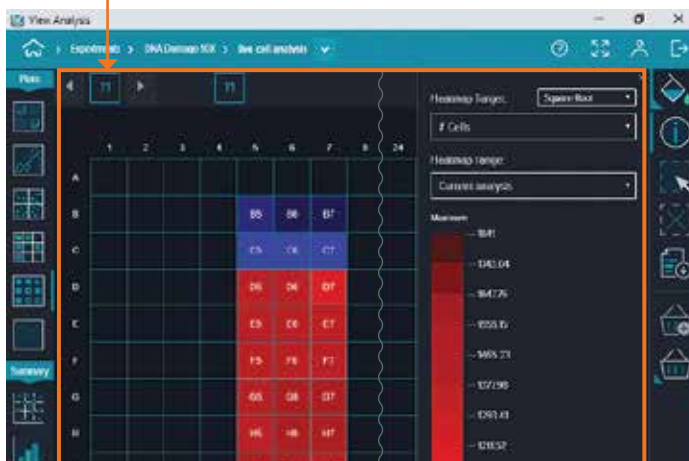 View Analysis
Experiments > DNA Damage 10X > live cell analysis
Plots
T1
T1
Heatmap Target:
Square Root
# Cells
1 2 3 4 5 6 7 8 24
Heatmap range:
Current analysis
A
B B5 B6 B7
Maximum
C C5 C6 C7
D D5 D6 D7
E E5 E6 E7
F F5 F6 F7
Summary
G G5 G6 G7
H H5 H6 H7